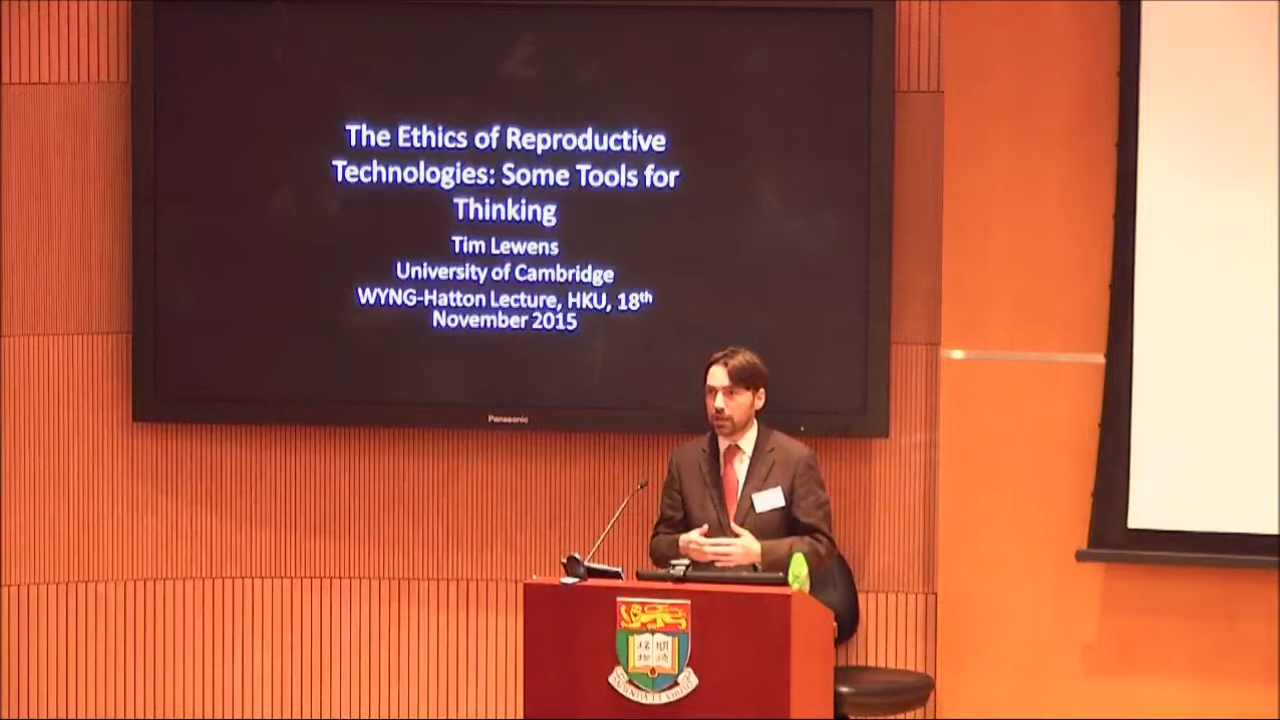 The Ethics of Reproductive
Technologies: Some Tools for
Thinking
Tim Lewens
University of Cambridge
WYNG-Hatton Lecture, HKU, 18th
November 2015
Panasonic